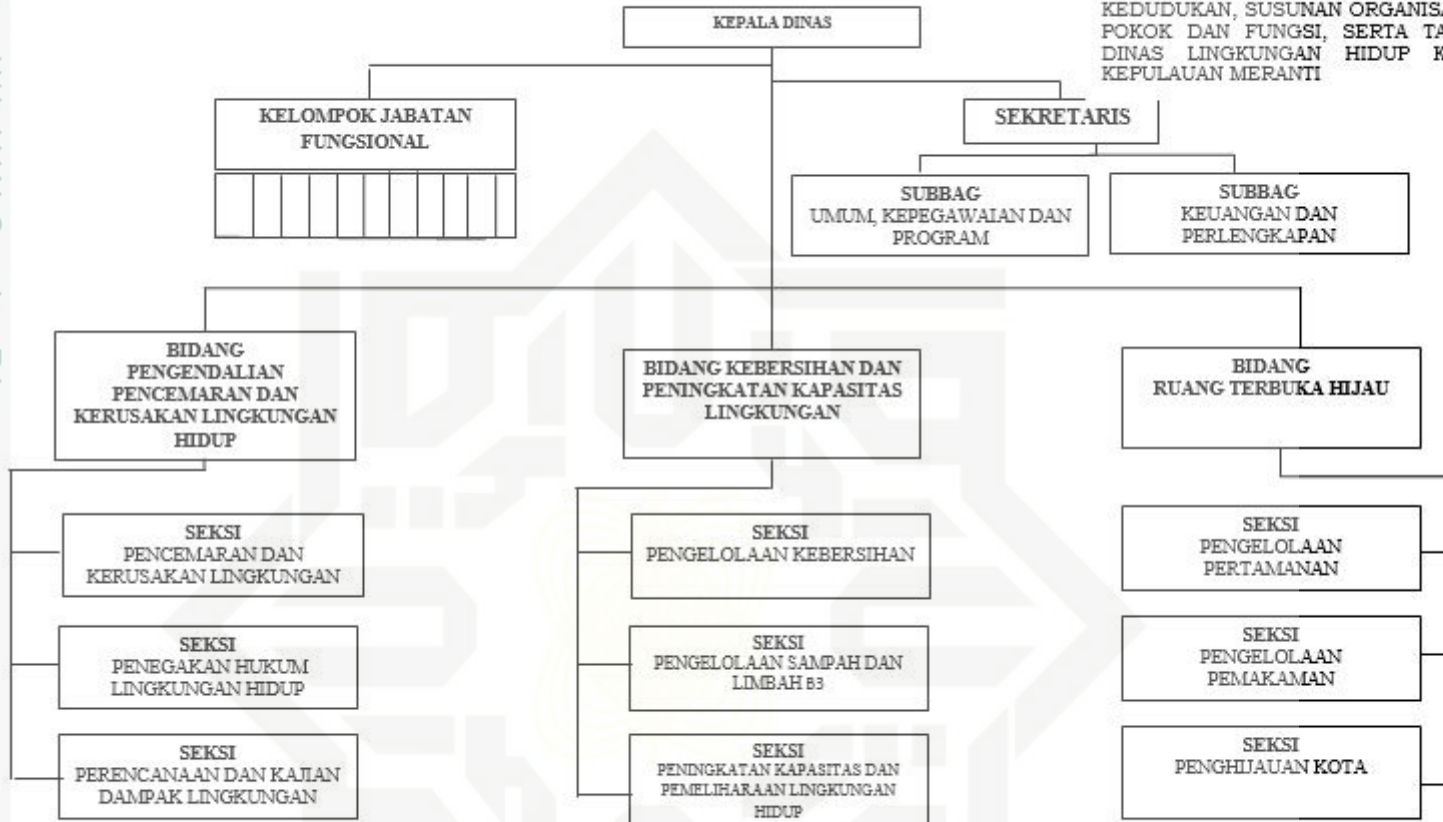 KEPALA DINAS
KEDUDUKAN, SUSUNAN
POKOK DAN FUNGSI, SERTA
DINAS LINGKUNGAN HIDUP
KEPULAUAN MERANTI
KELOMPOK JABATAN
FUNGSIONAL
SEKRETARIS
SUBBAG
UMUM, KEPEGAWAIAN DAN
PROGRAM
SUBBAG
KEUANGAN DAN
PERLENGKAPAN
BIDANG
PENGENDALIAN
PENCEMARAN DAN
KERUSAKAN LINGKUNGAN
HIDUP
BIDANG KEBERSIHAN DAN
PENINGKATAN KAPASITAS
LINGKUNGAN
BIDANG
RUANG TERBUKA HIJAU
SEKSI
PENCEMARAN DAN
KERUSAKAN LINGKUNGAN
SEKSI
PENGELOLAAN KEBERSIHAN
SEKSI
PENGELOLAAN
PERTAMANAN
SEKSI
PENEGAKAN HUKUM
LINGKUNGAN HIDUP
SEKSI
PENGELOLAAN SAMPAH DAN
LIMBAH B3
SEKSI
PENGELOLAAN
PEMAKAMAN
SEKSI
PERENCANAAN DAN KAJIAN
DAMPAK LINGKUNGAN
SEKSI
PENINGKATAN KAPASITAS DAN
PEMELIHARAAN LINGKUNGAN
HIDUP
SEKSI
PENGHIJAUAN KOTA